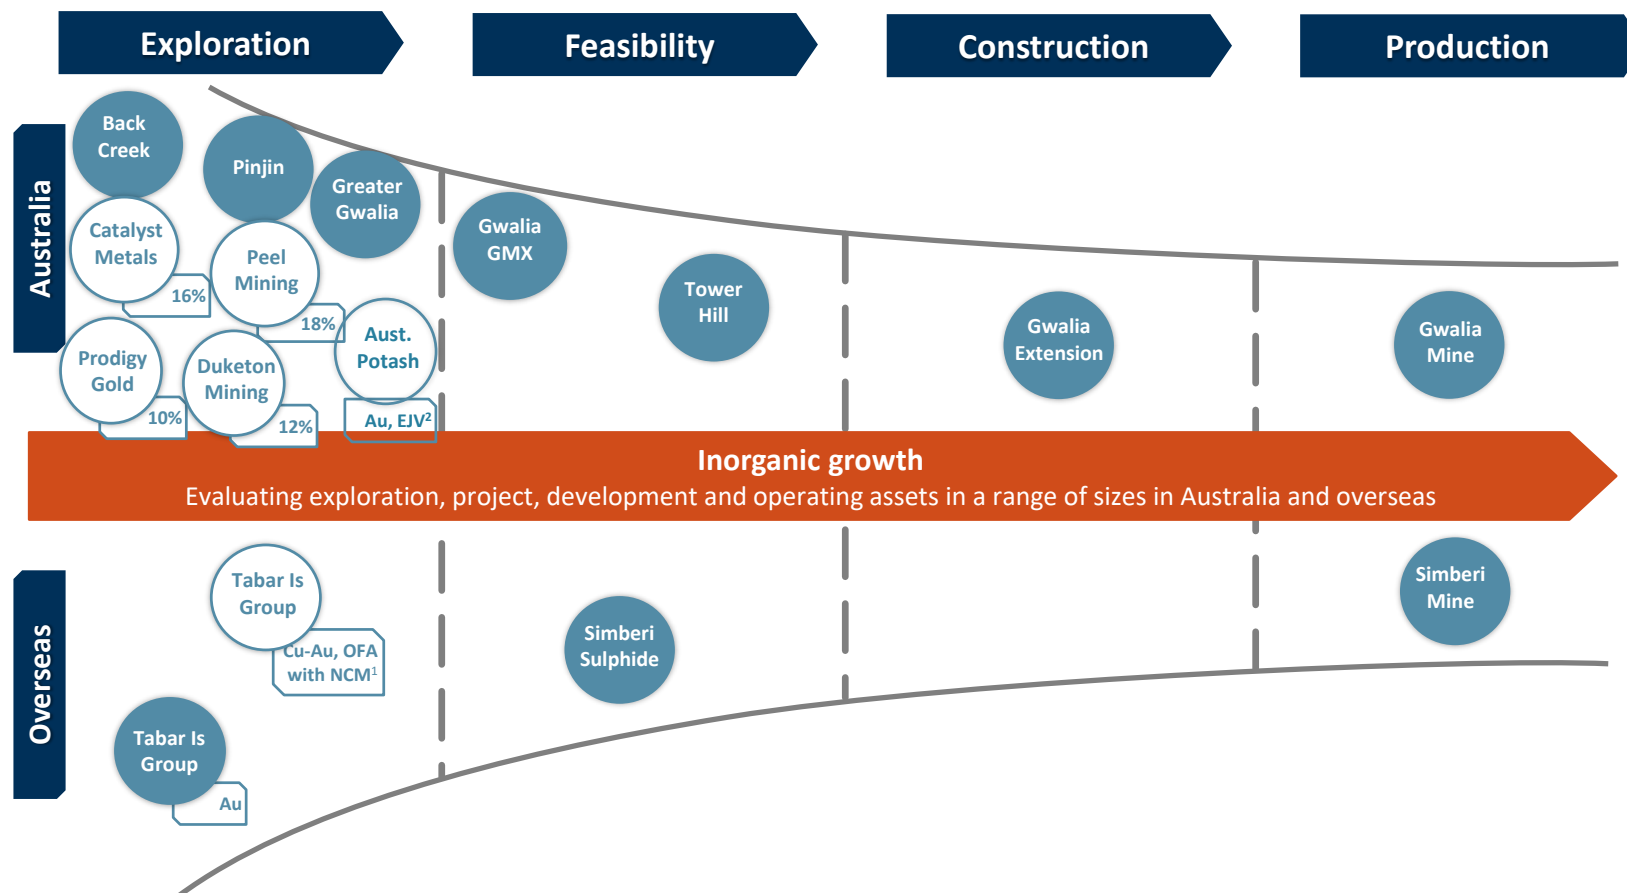 Exploration
Feasibility
Construction
Production
Australia
Back
Creek
Pinjin
Greater
Gwalia
Catalyst
Metals
16%
Peel
Mining
18%
Prodigy
Gold
10%
Duketon
Mining
12%
Aust.
Potash
Au, EJV²
Gwalia
GMX
Tower
Hill
Gwalia
Extension
Gwalia
Mine
Inorganic growth
Evaluating exploration, project, development and operating assets in a range of sizes in Australia and overseas
Overseas
Tabar Is
Group
Cu-Au, OFA
with NCM¹
Tabar Is
Group
Au
Simberi
Sulphide
Simberi
Mine